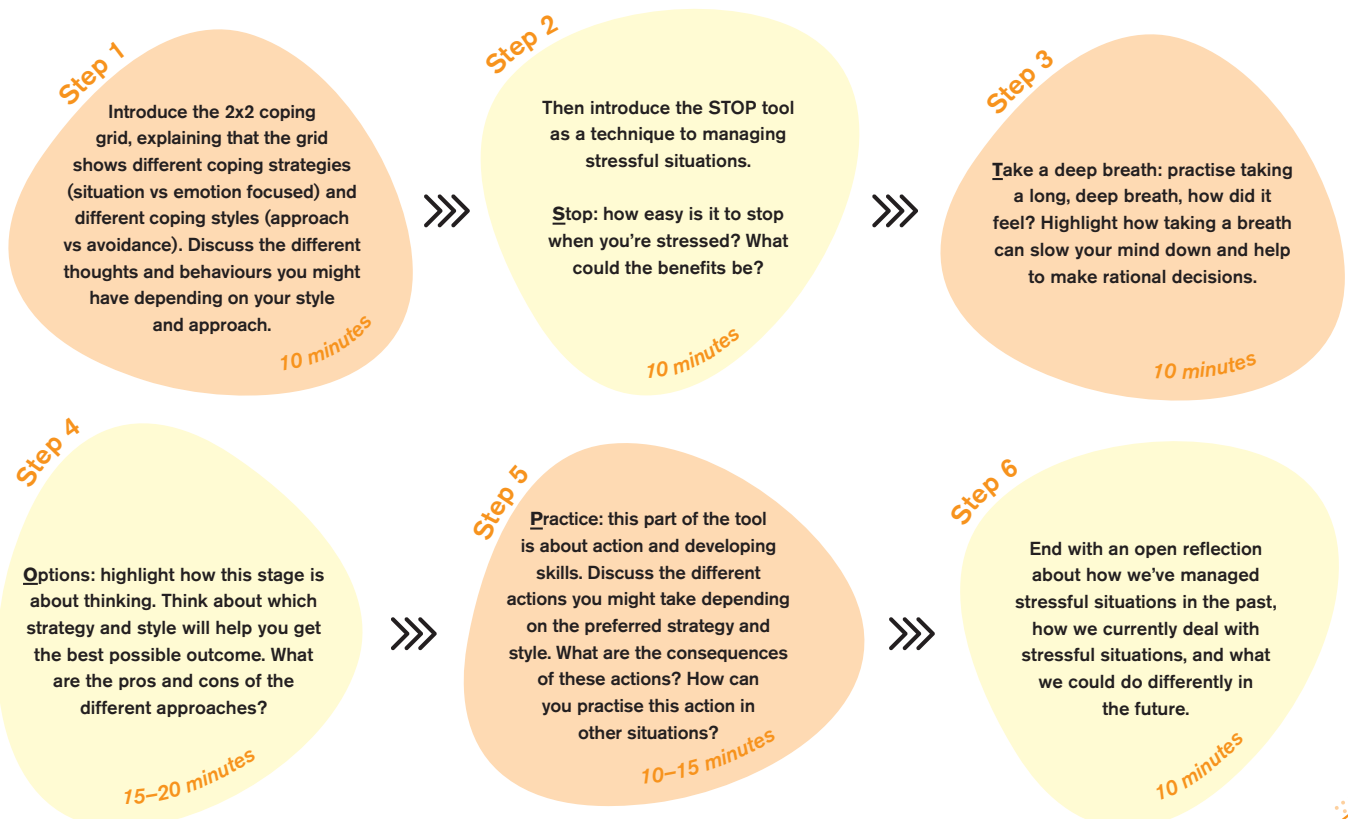 Step 1
Introduce the 2x2 coping
grid, explaining that the grid
shows different coping strategies
(situation vs emotion focused) and
different coping styles (approach
vs avoidance). Discuss the different
thoughts and behaviours you might
have depending on your style
and approach.
10 minutes
Step 2
Then introduce the STOP tool
as a technique to managing
stressful situations.
Stop: how easy is it to stop
when you're stressed? What
could the benefits be?
10 minutes
Step 3
Take a deep breath: practise taking
a long, deep breath, how did it
feel? Highlight how taking a breath
can slow your mind down and help
to make rational decisions.
10 minutes
Step 4
Options: highlight how this stage is
about thinking. Think about which
strategy and style will help you get
the best possible outcome. What
are the pros and cons of the
different approaches?
15–20 minutes
Step 5
Practice: this part of the tool
is about action and developing
skills. Discuss the different
actions you might take depending
on the preferred strategy and
style. What are the consequences
of these actions? How can
you practise this action in
other situations?
10–15 minutes
Step 6
End with an open reflection
about how we've managed
stressful situations in the past,
how we currently deal with
stressful situations, and what
we could do differently in
the future.
10 minutes